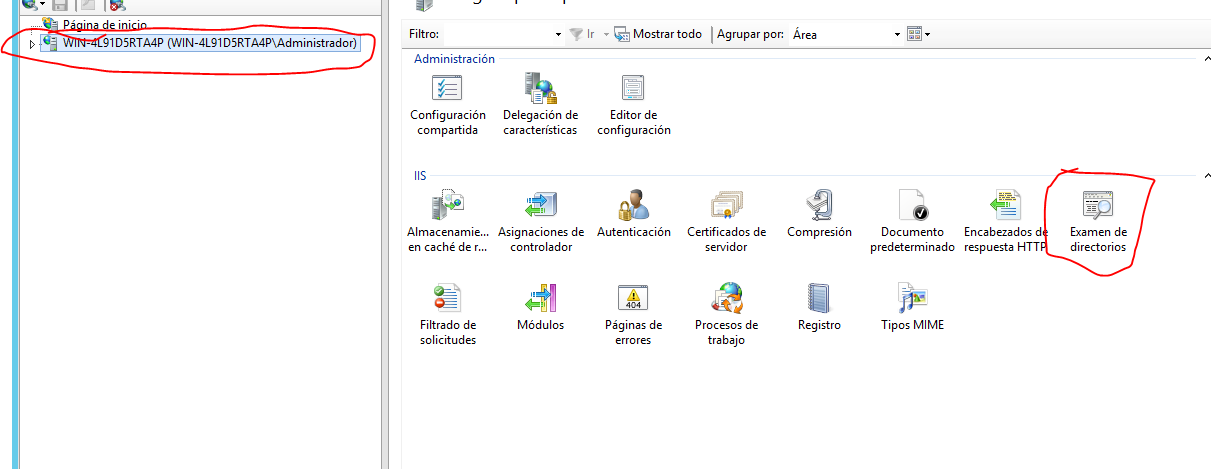 Página de inicio
WIN-4L91D5RTA4P (WIN-4L91D5RTA4P\Administrador)
Filtro:
Ir
Mostrar todo
Agrupar por:
Área
Administración
Configuración compartida
Delegación de características
Editor de configuración
IIS
Almacenamie... en caché de r...
Asignaciones de controlador
Autenticación
Certificados de servidor
Compresión
Documento predeterminado
Encabezados de respuesta HTTP
Examen de directorios
Filtrado de solicitudes
Módulos
404
Páginas de errores
Procesos de trabajo
Registro
Tipos MIME